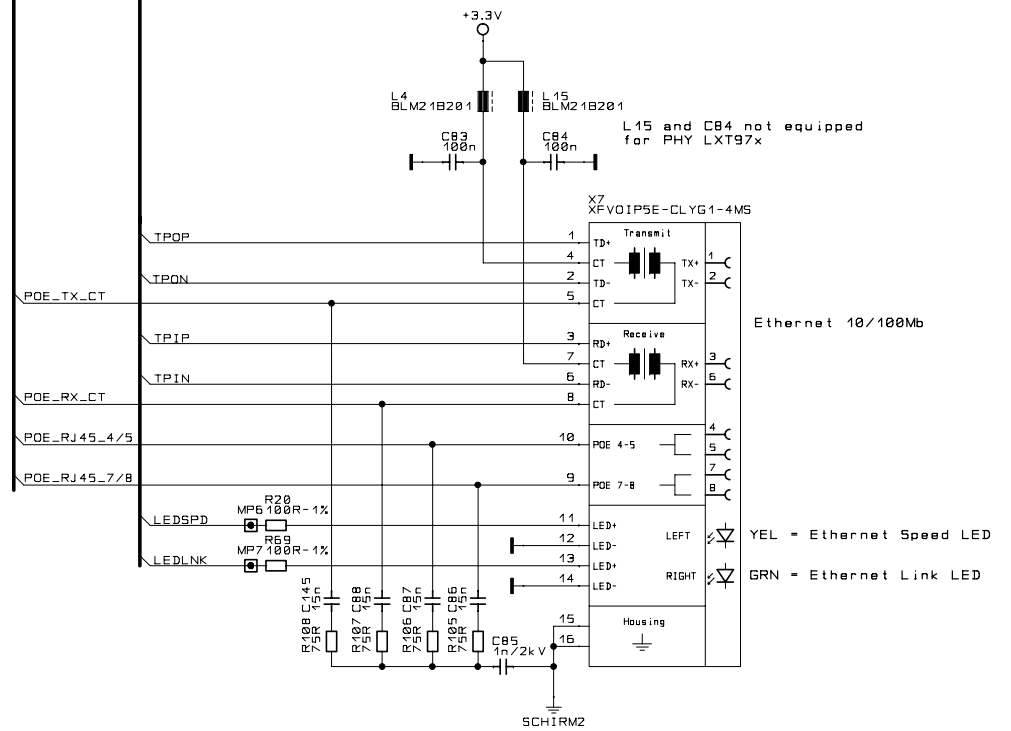 +3.3V
L4
BLM21B201
L15
BLM21B201
L15 and C84 not equipped
for PHY LXT97x
C83
100n
C84
100n
X7
XFVOIP5E-CLYG1-4MS
TPOP
1
TD+
Transmit
4
CT
TX+
1
TPON
2
TD-
TX-
2
POE_TX_CT
5
CT
Ethernet 10/100Mb
TPIP
3
RD+
Receive
7
CT
RX+
3
TPIN
6
RD-
RX-
6
POE_RX_CT
8
CT
POE_RJ45_4/5
10
POE 4-5
4
5
POE_RJ45_7/8
9
POE 7-8
7
8
R20
MP6 100R-1%
LEDSPD
11
LED+
12
LED-
LEFT
YEL = Ethernet Speed LED
R69
MP7 100R-1%
LEDLNK
13
LED+
14
LED-
RIGHT
GRN = Ethernet Link LED
C145
15n
C88
15n
C87
15n
C86
15n
R108
75R
R107
75R
R106
75R
R105
75R
C85
1n/2kV
15
16
Housing
SCHIRM2